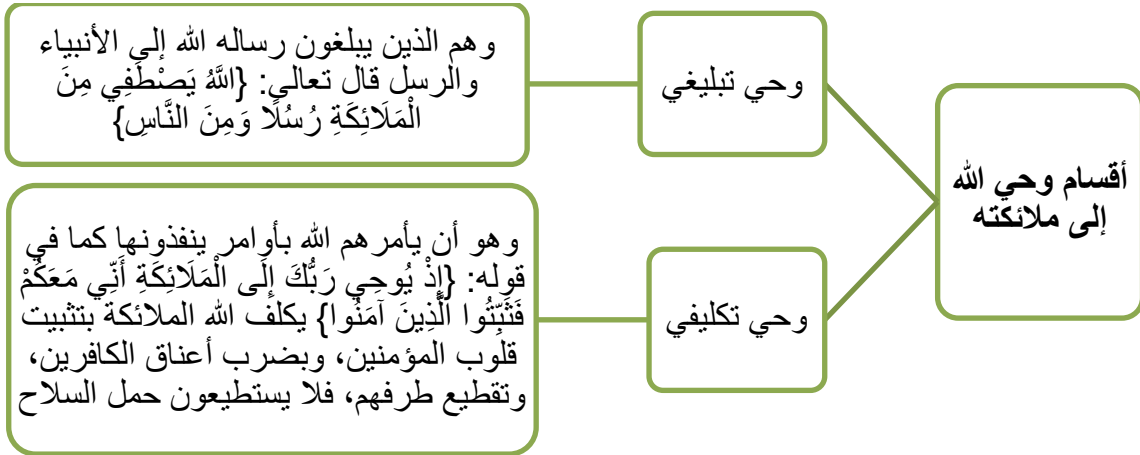 أقسام وحي الله
إلى ملائكته
وحي تبليغي
وهم الذين يبلغون رساله الله إلى الأنبياء
والرسل قال تعالى: {اللَّهُ يَصْطَفِي مِنَ
الْمَلَائِكَةِ رُسُلًا وَمِنَ النَّاسِ}
وحي تكليفي
وهو أن يأمرهم الله بأوامر ينفذونها كما في
قوله: {إِذْ يُوحِي رَبُّكَ إِلَى الْمَلَائِكَةِ أَنِّي مَعَكُمْ
فَثَبِّتُوا الَّذِينَ آمَنُوا} يكلف الله الملائكة بتثبيت
قلوب المؤمنين، وبضرب أعناق الكافرين،
وتقطيع طرفهم، فلا يستطيعون حمل السلاح